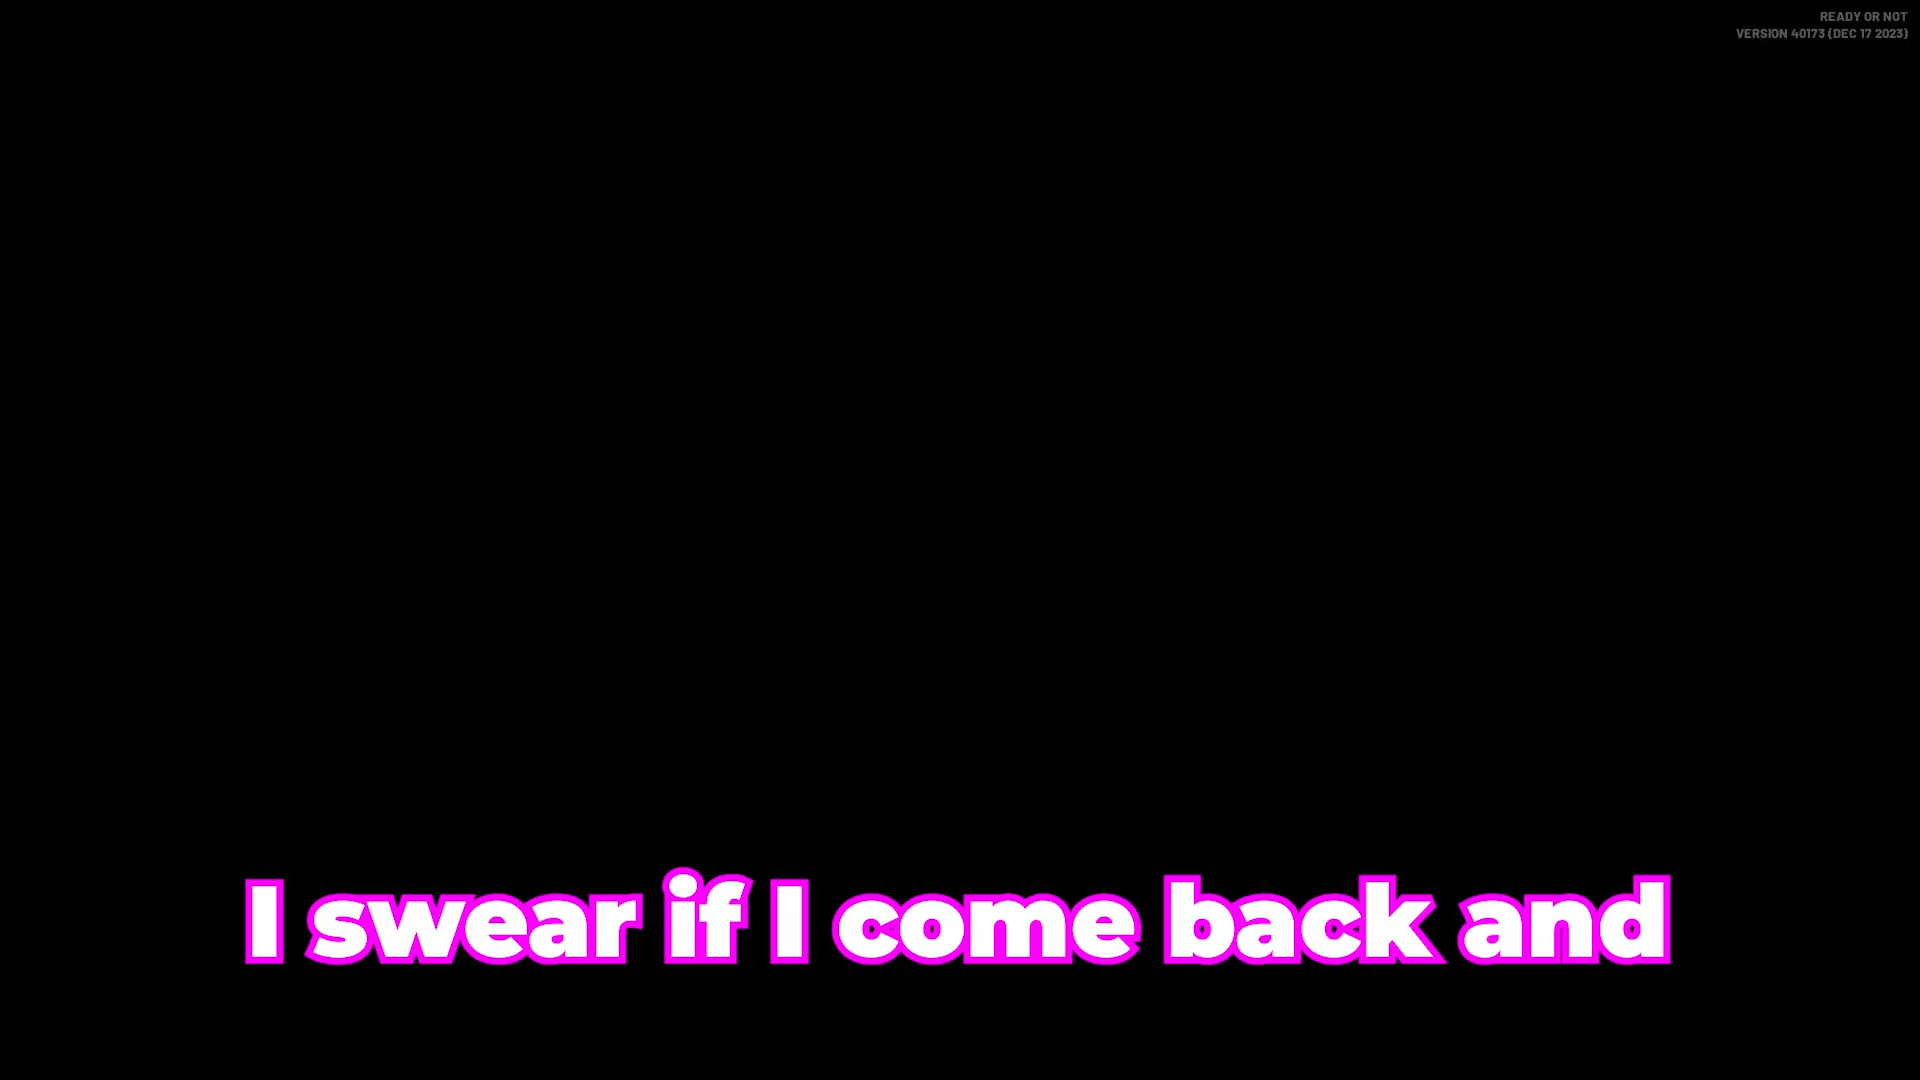 READY OR NOT
VERSION 40173 (DEC 17 2023)
I swear if I come back and